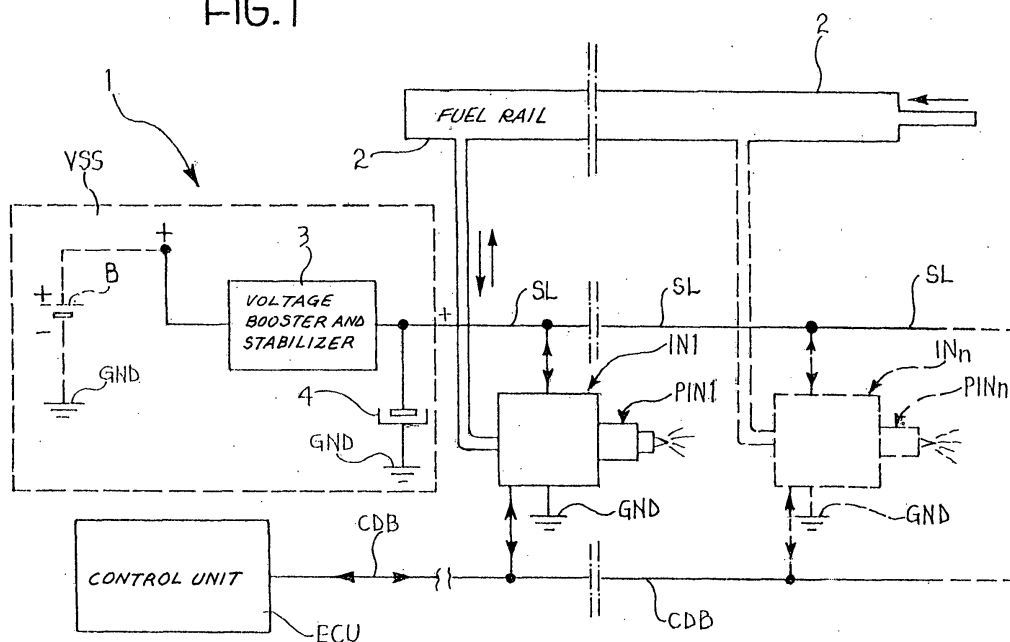 FIG.1
1
2
FUEL RAIL
2
VSS
+
3
B
+
-
VOLTAGE
BOOSTER AND
STABILIZER
+
SL
SL
SL
GND
4
GND
IN1
PIN1
INn
PINn
GND
GND
CDB
CONTROL UNIT
ECU
CDB